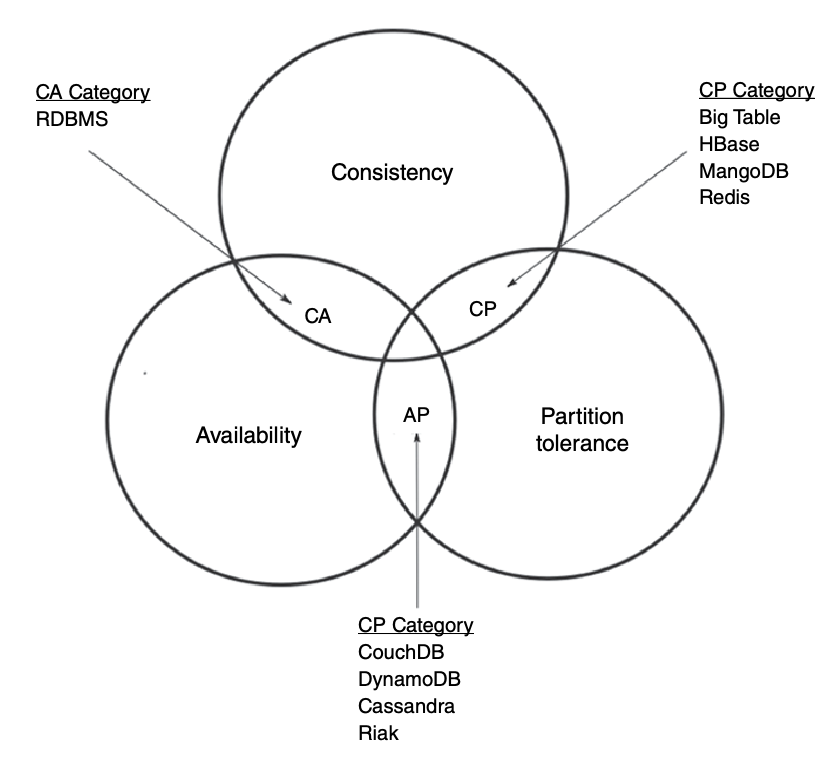 CA Category
RDBMS
CP Category
Big Table
HBase
MangoDB
Redis
Consistency
CA
CP
AP
Availability
Partition
tolerance
CP Category
CouchDB
DynamoDB
Cassandra
Riak